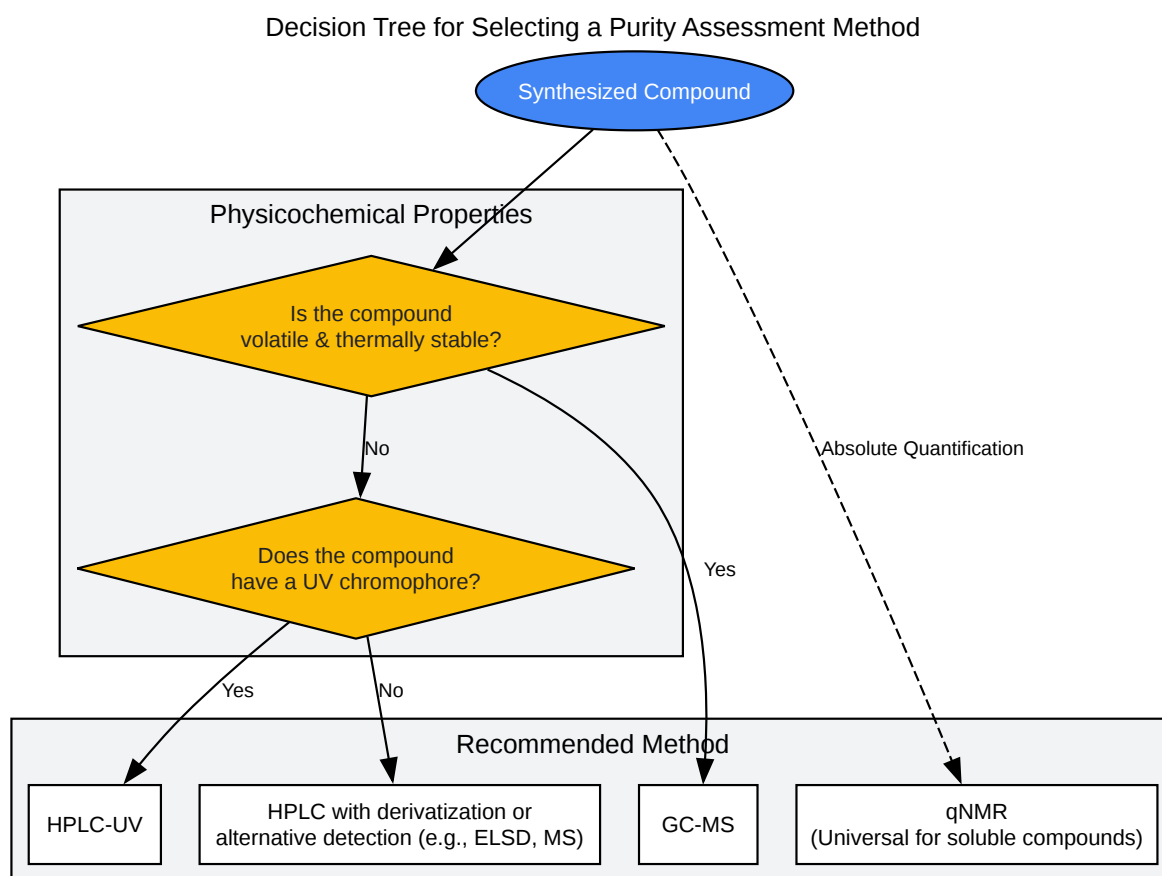 Decision Tree for Selecting a Purity Assessment Method
Synthesized Compound
Physicochemical Properties
Is the compound
volatile & thermally stable?
No
Absolute Quantification
Does the compound
have a UV chromophore?
Yes
Yes
No
Recommended Method
HPLC-UV
HPLC with derivatization or
alternative detection (e.g., ELSD, MS)
GC-MS
qNMR
(Universal for soluble compounds)